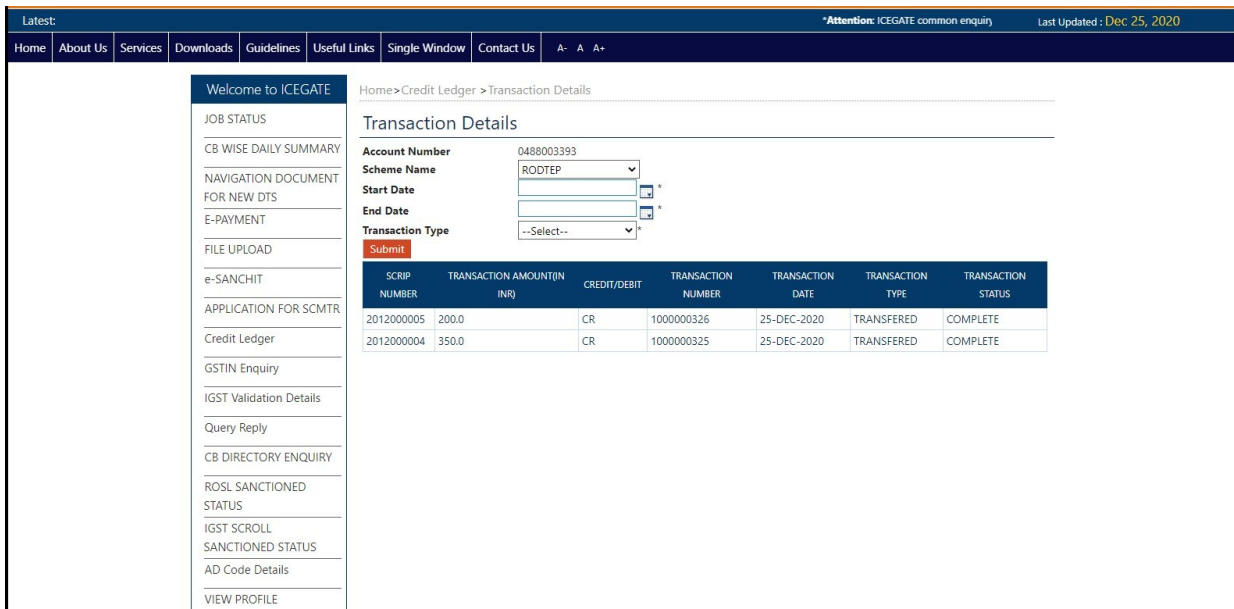 Latest:
*Attention: ICEGATE common enquiry
Last Updated : Dec 25, 2020
Home About Us Services Downloads Guidelines Useful Links Single Window Contact Us A- A A+
Welcome to ICEGATE
JOB STATUS
CB WISE DAILY SUMMARY
NAVIGATION DOCUMENT
FOR NEW DTS
E-PAYMENT
FILE UPLOAD
e-SANCHIT
APPLICATION FOR SCMTR
Credit Ledger
GSTIN Enquiry
IGST Validation Details
Query Reply
CB DIRECTORY ENQUIRY
ROSL SANCTIONED
STATUS
IGST SCROLL
SANCTIONED STATUS
AD Code Details
VIEW PROFILE
Home>Credit Ledger >Transaction Details
Transaction Details
Account Number 0488003393
Scheme Name RODTEP
Start Date *
End Date *
Transaction Type --Select-- *
Submit
SCRIP NUMBER TRANSACTION AMOUNT(IN INR) CREDIT/DEBIT TRANSACTION NUMBER TRANSACTION DATE TRANSACTION TYPE TRANSACTION STATUS
2012000005 200.0 CR 1000000326 25-DEC-2020 TRANSFERED COMPLETE
2012000004 350.0 CR 1000000325 25-DEC-2020 TRANSFERED COMPLETE